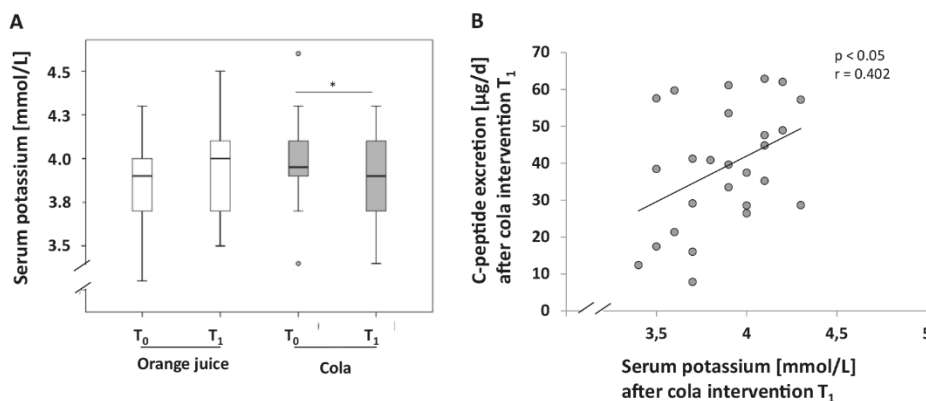 A
Serum potassium [mmol/L]
4.5
4.3
4.0
3.8
3.5
*
T0
T1
T0
T1
Orange juice
Cola
B
C-peptide excretion [µg/d]
after cola intervention T1
70
60
50
40
30
20
10
0
p < 0.05
r = 0.402
3,5
4
4,5
5
Serum potassium [mmol/L]
after cola intervention T1